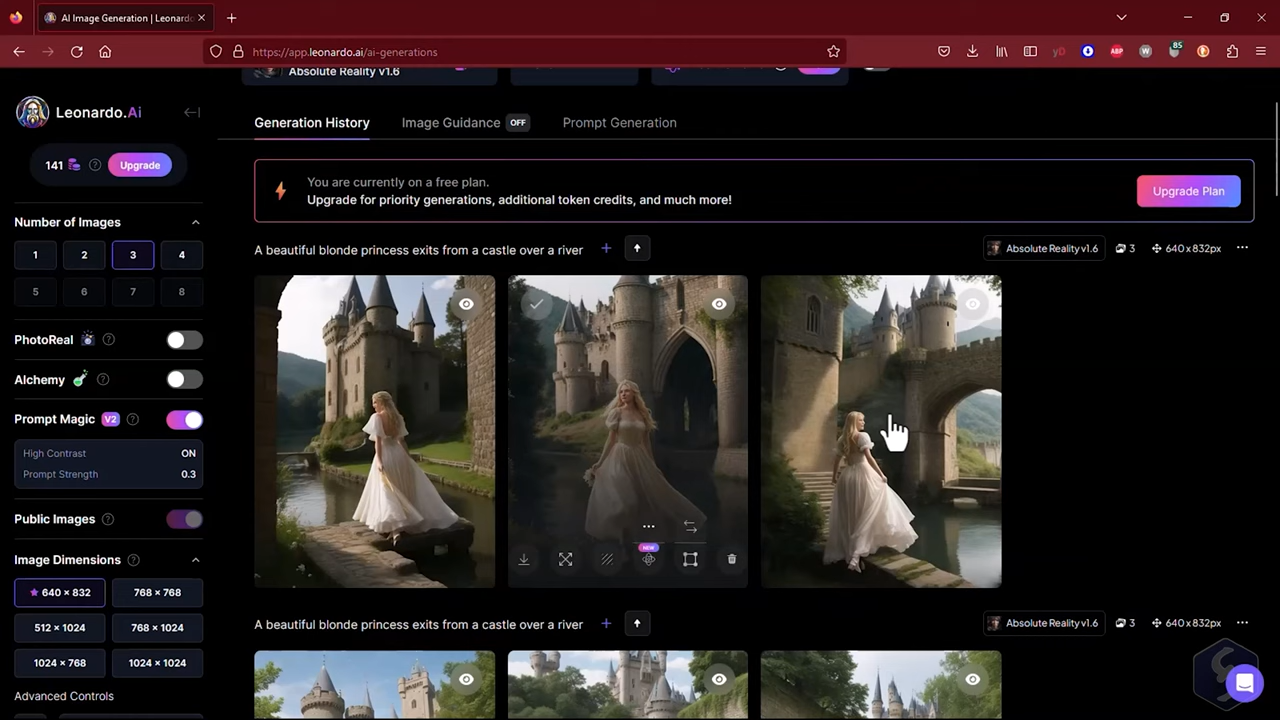 AI Image Generation | Leonardo
https://app.leonardo.ai/ai-generations
85
ABP
W
Absolute Reality v1.6
Leonardo.Ai
141
Upgrade
Generation History
Image Guidance OFF
Prompt Generation
You are currently on a free plan.
Upgrade for priority generations, additional token credits, and much more!
Upgrade Plan
Number of Images
1 2 3 4
5 6 7 8
A beautiful blonde princess exits from a castle over a river
Absolute Reality v1.6 3 640x832px
PhotoReal
Alchemy
Prompt Magic V2
High Contrast ON
Prompt Strength 0.3
Public Images
NEW
Image Dimensions
640 × 832 768 × 768
512 × 1024 768 × 1024
1024 × 768 1024 × 1024
Advanced Controls
A beautiful blonde princess exits from a castle over a river
Absolute Reality v1.6 3 640x832px